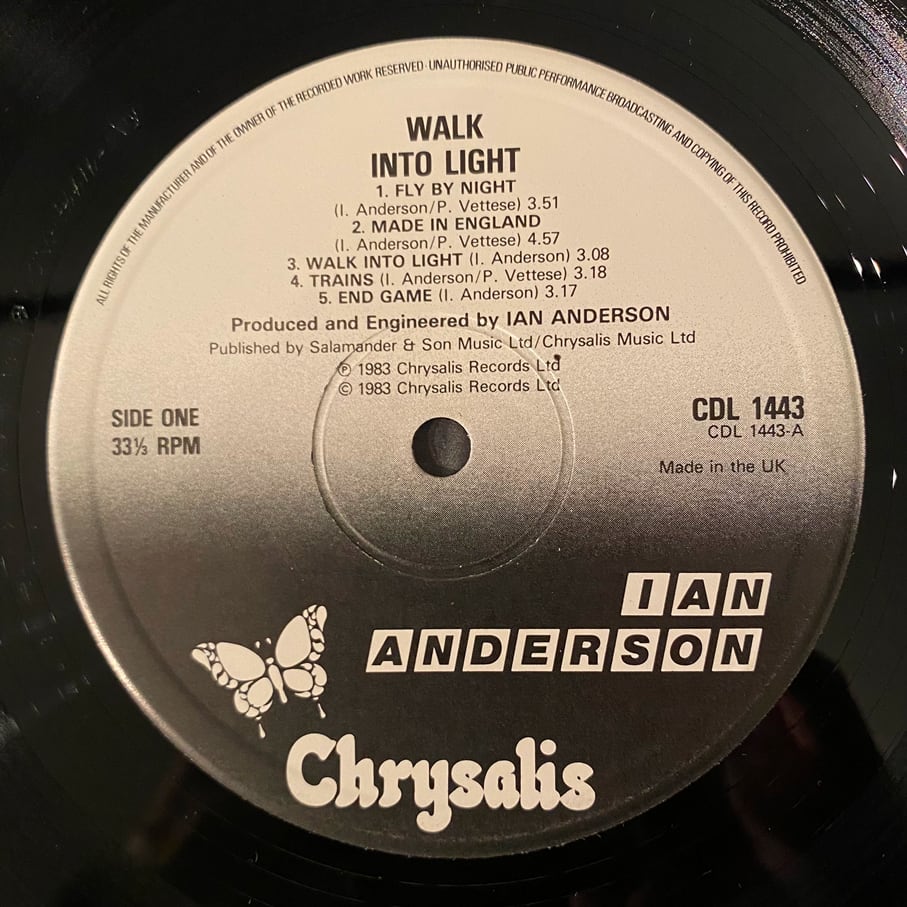 ALL RIGHTS OF THE MANUFACTURER AND OF THE OWNER OF THE RECORDED WORK RESERVED · UNAUTHORISED PUBLIC PERFORMANCE BROADCASTING AND COPYING OF THIS RECORD PROHIBITED
WALK
INTO LIGHT
1. FLY BY NIGHT
(I. Anderson/P. Vettese) 3.51
2. MADE IN ENGLAND
(I. Anderson/P. Vettese) 4.57
3. WALK INTO LIGHT (I. Anderson) 3.08
4. TRAINS (I. Anderson/P. Vettese) 3.18
5. END GAME (I. Anderson) 3.17
Produced and Engineered by IAN ANDERSON
Published by Salamander & Son Music Ltd/Chrysalis Music Ltd
℗ 1983 Chrysalis Records Ltd
© 1983 Chrysalis Records Ltd
SIDE ONE
33⅓ RPM
CDL 1443
CDL 1443-A
Made in the UK
IAN
ANDERSON
Chrysalis